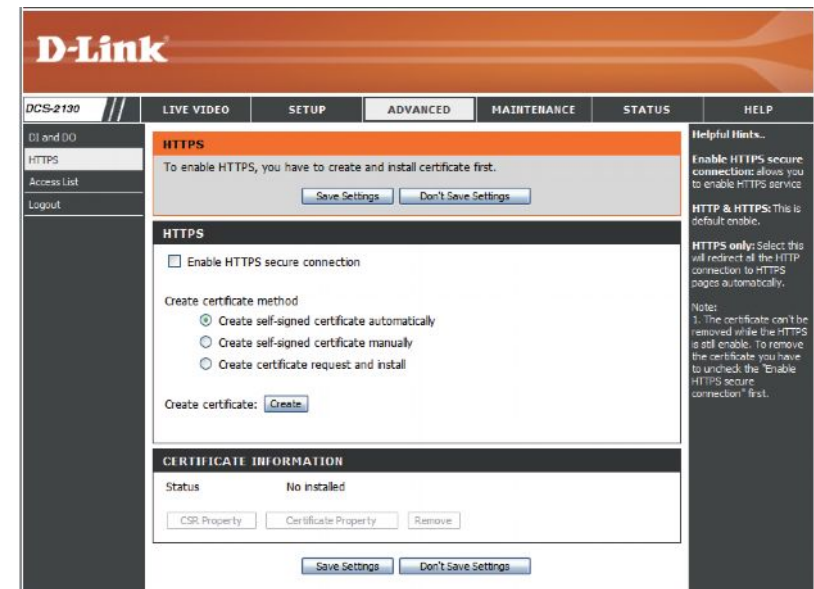 D-Link
DCS-2130
LIVE VIDEO
SETUP
ADVANCED
MAINTENANCE
STATUS
HELP
DI and DO
HTTPS
Access List
Logout
HTTPS
To enable HTTPS, you have to create and install certificate first.
Save Settings
Don't Save Settings
HTTPS
Enable HTTPS secure connection
Create certificate method
Create self-signed certificate automatically
Create self-signed certificate manually
Create certificate request and install
Create certificate:
Create
CERTIFICATE INFORMATION
Status
No installed
CSR Property
Certificate Property
Remove
Save Settings
Don't Save Settings
Helpful Hints..
Enable HTTPS secure
connection: allows you
to enable HTTPS service
HTTP & HTTPS: This is
default enable.
HTTPS only: Select this
will redirect all the HTTP
connection to HTTPS
pages automatically.
Note:
1. The certificate can't be
removed while the HTTPS
is still enable. To remove
the certificate you have
to uncheck the "Enable
HTTPS secure
connection" first.